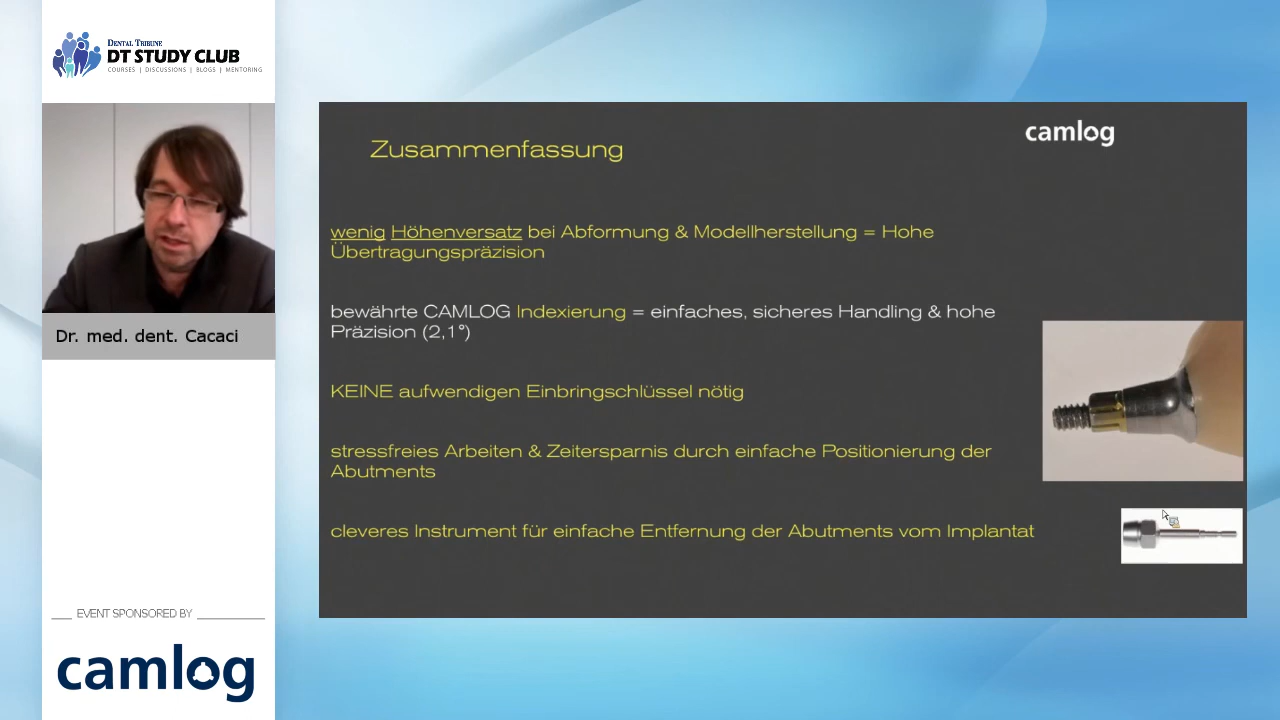 DENTAL TRIBUNE
DT STUDY CLUB
COURSES | DISCUSSIONS | BLOGS | MENTORING
Dr. med. dent. Cacaci
EVENT SPONSORED BY
camlog
camlog
Zusammenfassung
wenig Höhenversatz bei Abformung & Modellherstellung = Hohe
Übertragungspräzision
bewährte CAMLOG Indexierung = einfaches, sicheres Handling & hohe
Präzision (2,1°)
KEINE aufwendigen Einbringschlüssel nötig
stressfreies Arbeiten & Zeitersparnis durch einfache Positionierung der
Abutments
cleveres Instrument für einfache Entfernung der Abutments vom Implantat